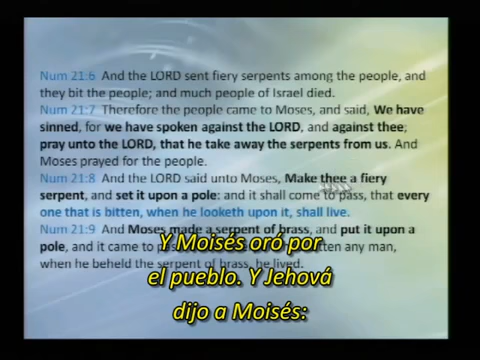 Num 21:6 And the LORD sent fiery serpents among the people, and
they bit the people; and much people of Israel died.
Num 21:7 Therefore the people came to Moses, and said, We have
sinned, for we have spoken against the LORD, and against thee;
pray unto the LORD, that he take away the serpents from us. And
Moses prayed for the people.
Num 21:8 And the LORD said unto Moses, Make thee a fiery
serpent, and set it upon a pole: and it shall come to pass, that every
one that is bitten, when he looketh upon it, shall live.
Num 21:9 And Moses made a serpent of brass, and put it upon a
pole, and it came to any man,
when he beheld the serpent of brass, he lived.
Y Moisés oró por
el pueblo. Y Jehová
dijo a Moisés: